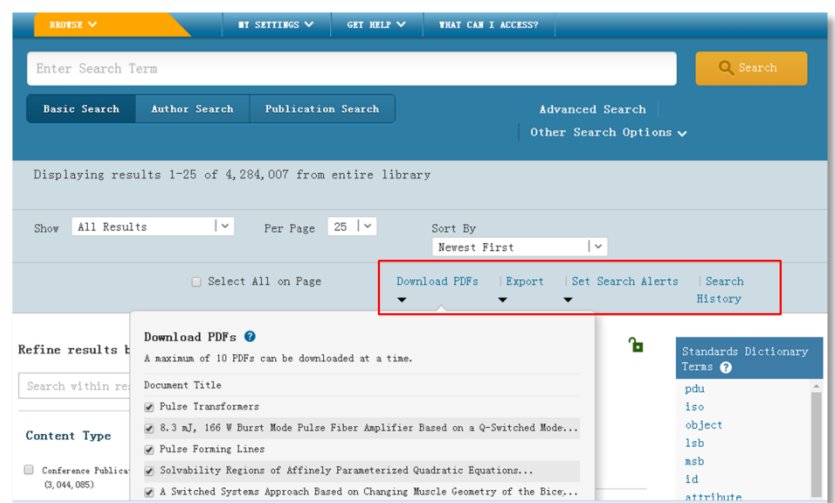 BROWSE
MY SETTINGS
GET HELP
WHAT CAN I ACCESS?
Enter Search Term
Search
Basic Search
Author Search
Publication Search
Advanced Search
Other Search Options
Displaying results 1-25 of 4,284,007 from entire library
Show All Results
Per Page 25
Sort By
Newest First
Select All on Page
Download PDFs
Export
Set Search Alerts
Search
History
Download PDFs
A maximum of 10 PDFs can be downloaded at a time.
Document Title
Pulse Transformers
8.3 mJ, 166 W Burst Mode Pulse Fiber Amplifier Based on a Q-Switched Mode...
Pulse Forming Lines
Solvability Regions of Affinely Parameterized Quadratic Equations...
A Switched Systems Approach Based on Changing Muscle Geometry of the Bice...
Refine results b
Search within re
Content Type
Conference Publica
(3,044,085)
Standards Dictionary
Terms
pdu
iso
object
lsb
msb
id
attribute